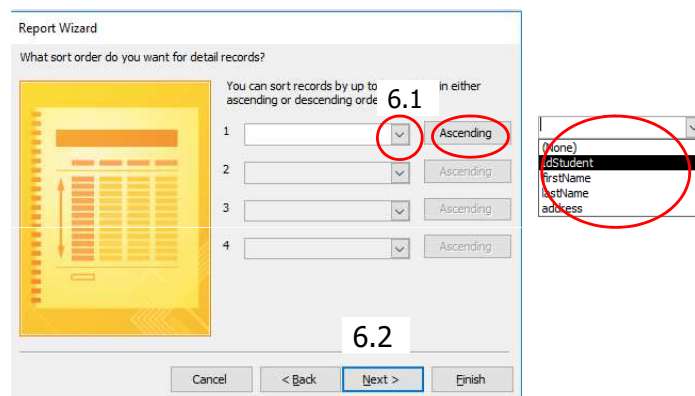 Report Wizard
What sort order do you want for detail records?
You can sort records by up to in either
ascending or descending orde
6.1
1 Ascending
2 Ascending
3 Ascending
4 Ascending
(None)
idStudent
firstName
lastName
address
6.2
Cancel < Back Next > Finish